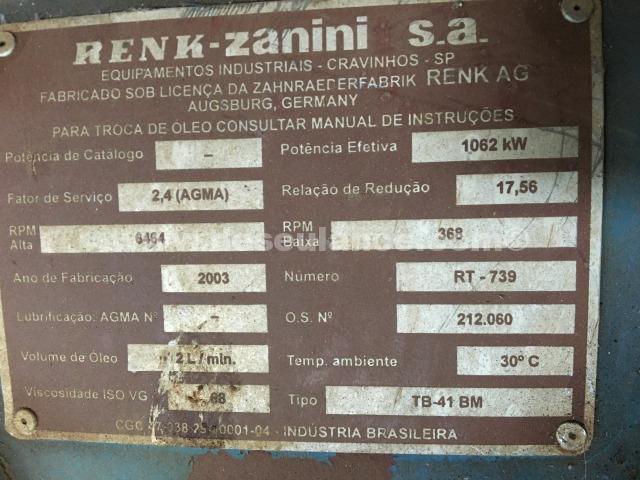 RENK-zanini s.a.
EQUIPAMENTOS INDUSTRIAIS - CRAVINHOS - SP
FABRICADO SOB LICENÇA DA ZAHNRAEDERFABRIK RENK AG
AUGSBURG, GERMANY
PARA TROCA DE ÓLEO CONSULTAR MANUAL DE INSTRUÇÕES
Potência de Catálogo - Potência Efetiva 1062 kW
Fator de Serviço 2,4 (AGMA) Relação de Redução 17,56
RPM Alta 6464 RPM Baixa 368
Ano de Fabricação 2003 Número RT - 739
Lubrificação: AGMA Nº - O.S. Nº 212.060
Volume de Óleo L / min. Temp. ambiente 30º C
Viscosidade ISO VG 68 Tipo TB-41 BM
CGC - INDÚSTRIA BRASILEIRA